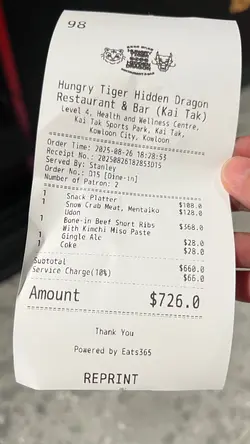 98
Hungry Tiger Hidden Dragon
Restaurant & Bar (Kai Tak)
Level 4, Health and Wellness Centre,
Kai Tak Sports Park, Kai Tak,
Kowloon City, Kowloon
Order Time: 2025-08-26 18:28:53
Receipt No.: 20250826182853D15
Served By: Stanley
Order No.: D15 [Dine-in]
Number of Patron: 2
1 Snack Platter $108.0
1 Snow Crab Meat, Mentaiko $128.0
Udon
1 Bone-in Beef Short Ribs $368.0
With Kimchi Miso Paste
1 Gingle Ale $28.0
1 Coke $28.0
Subtotal $660.0
Service Charge(10%) $66.0
Amount $726.0
Thank You
Powered by Eats365
REPRINT